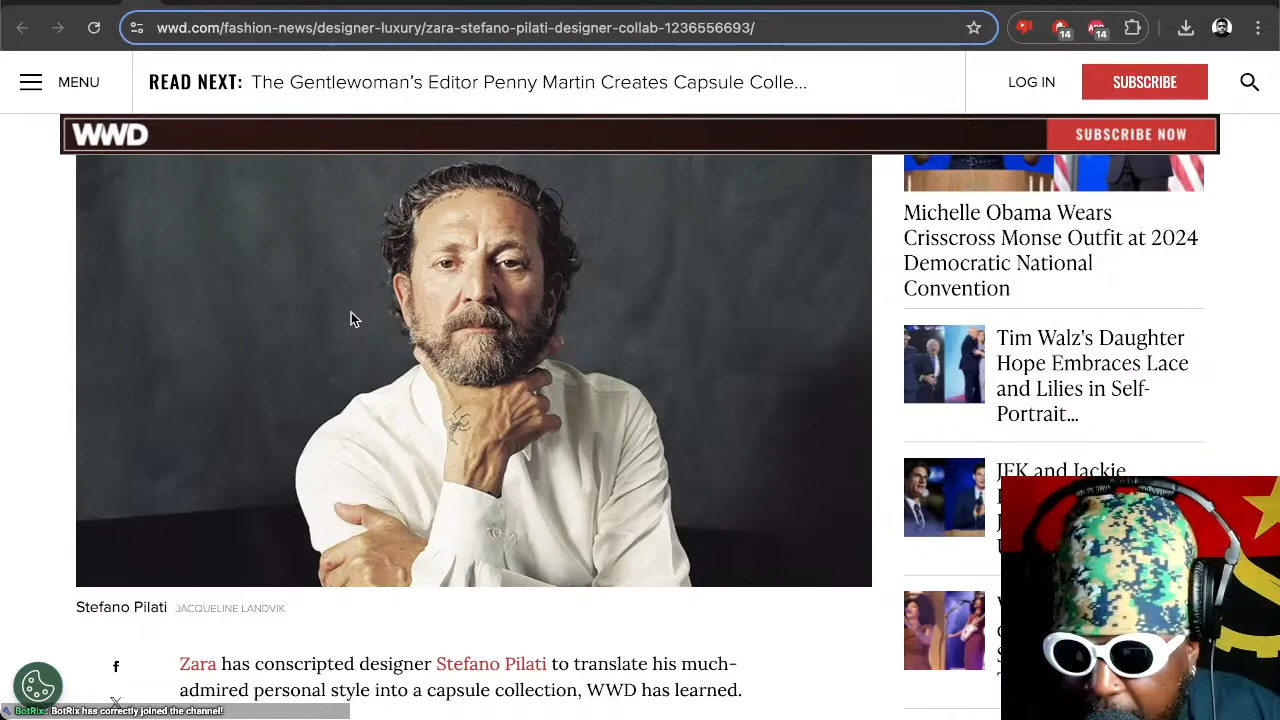 wwd.com/fashion-news/designer-luxury/zara-stefano-pilati-designer-collab-1236556693/
14
14
MENU
READ NEXT: The Gentlewoman's Editor Penny Martin Creates Capsule Colle...
LOG IN
SUBSCRIBE
WWD
SUBSCRIBE NOW
Michelle Obama Wears
Crisscross Monse Outfit at 2024
Democratic National
Convention
Tim Walz's Daughter
Hope Embraces Lace
and Lilies in Self-
Portrait...
JFK and Jackie
Stefano Pilati JACQUELINE LANDVIK
Zara has conscripted designer Stefano Pilati to translate his much-
admired personal style into a capsule collection, WWD has learned.
BotRix: BotRix has correctly joined the channel!